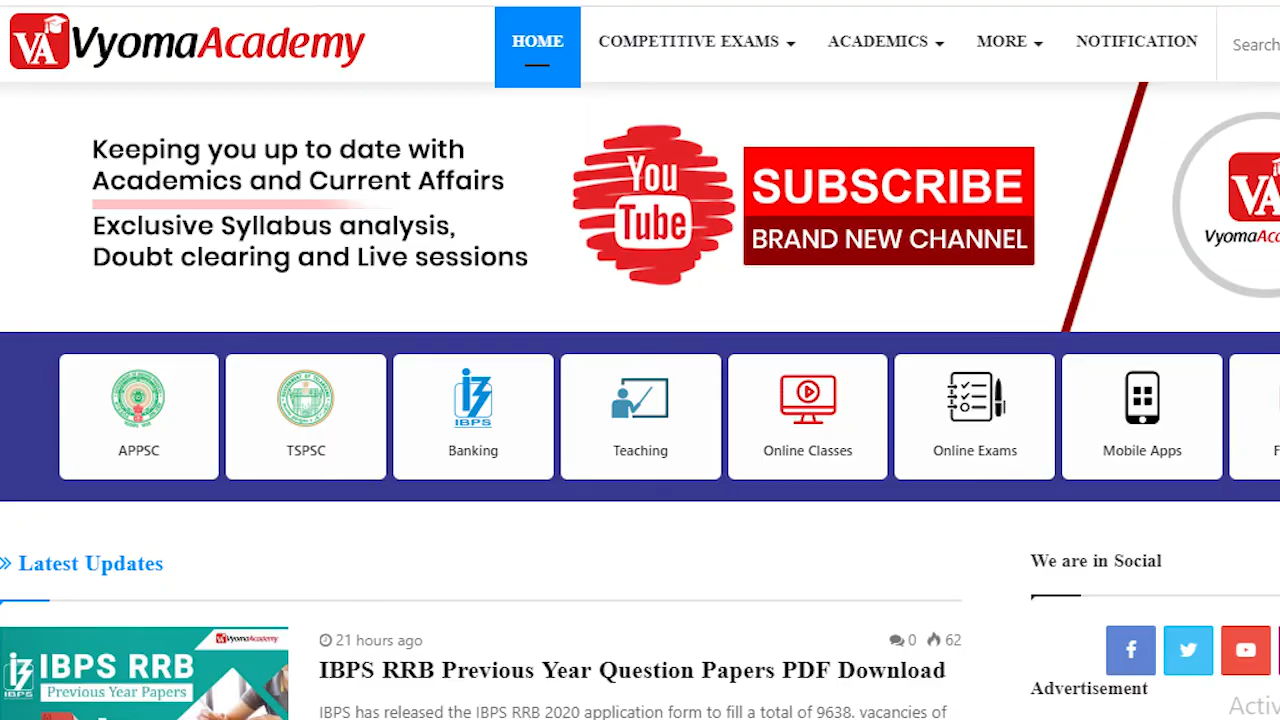 VA VyomaAcademy
HOME COMPETITIVE EXAMS ACADEMICS MORE NOTIFICATION Search
Keeping you up to date with
Academics and Current Affairs
Exclusive Syllabus analysis,
Doubt clearing and Live sessions
You
Tube
SUBSCRIBE
BRAND NEW CHANNEL
VA
VyomaAc
APPSC TSPSC Banking Teaching Online Classes Online Exams Mobile Apps F
IBPS
» Latest Updates
We are in Social
VyomaAcademy
IBPS RRB
Previous Year Papers
IBPS
21 hours ago 0 62
IBPS RRB Previous Year Question Papers PDF Download
IBPS has released the IBPS RRB 2020 application form to fill a total of 9638. vacancies of
Advertisement
Activ